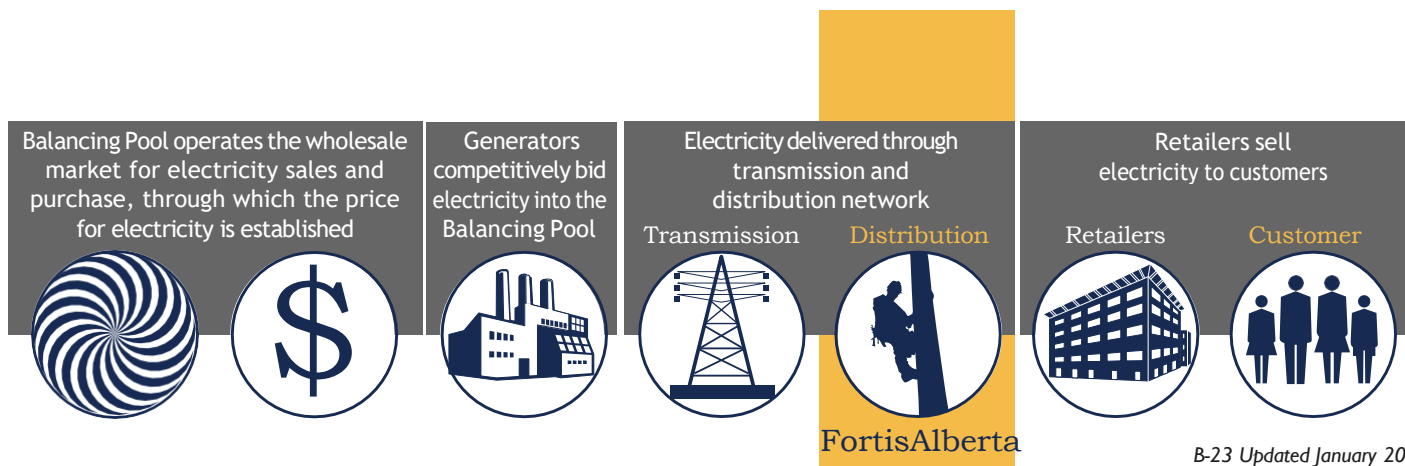 Balancing Pool operates the wholesale
market for electricity sales and
purchase, through which the price
for electricity is established
Generators
competitively bid
electricity into the
Balancing Pool
Electricity delivered through
transmission and
distribution network
Transmission
Distribution
Retailers sell
electricity to customers
Retailers
Customer
$
FortisAlberta
B-23 Updated January 20